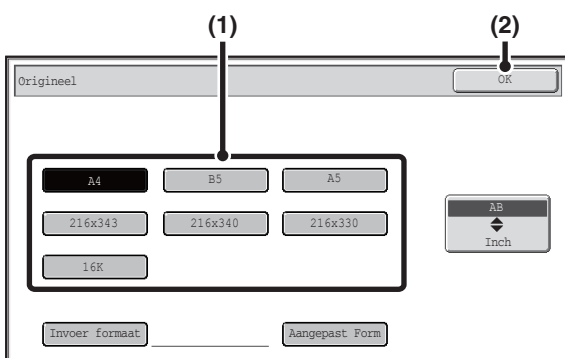 (1) (2)
Origineel OK
A4 B5 A5
AB
216x343 216x340 216x330
Inch
16K
Invoer formaat Aangepast Form